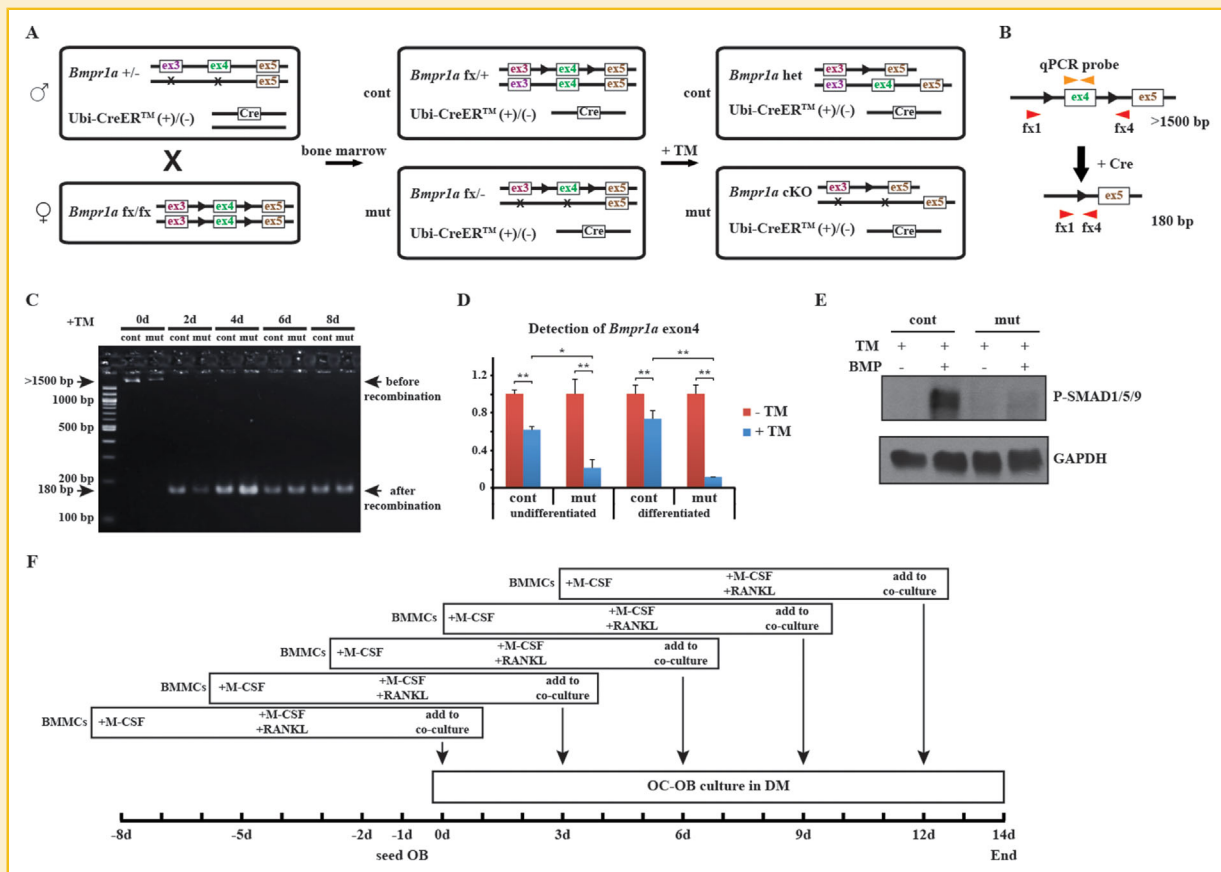 A
Bmpr1a +/-
ex3 ex4 ex5
x x
Ubi-CreER™ (+)/(-)
Cre
♂
X
♀
Bmpr1a fx/fx
ex3 ex4 ex5
ex3 ex4 ex5
bone marrow
cont
Bmpr1a fx/+
ex3 ex4 ex5
ex3 ex4 ex5
Ubi-CreER™ (+)/(-)
Cre
mut
Bmpr1a fx/-
ex3 ex4 ex5
x x ex5
Ubi-CreER™ (+)/(-)
Cre
+ TM
cont
Bmpr1a het
ex3 ex5
ex3 ex4 ex5
Ubi-CreER™ (+)/(-)
Cre
mut
Bmpr1a cKO
ex3 ex5
x x ex5
Ubi-CreER™ (+)/(-)
Cre
B
qPCR probe
ex4 ex5
fx1 fx4 >1500 bp
+ Cre
ex5
fx1 fx4 180 bp
C
+TM 0d 2d 4d 6d 8d
cont mut cont mut cont mut cont mut cont mut
>1500 bp
1000 bp
500 bp
200 bp
180 bp
100 bp
before
recombination
after
recombination
D
Detection of Bmpr1a exon4
* **
** ** ** **
1.2
0.8
0.4
0
- TM
+ TM
cont mut cont mut
undifferentiated differentiated
E
cont mut
TM + + + +
BMP - + - +
P-SMAD1/5/9
GAPDH
F
BMMCs +M-CSF +M-CSF
+RANKL add to
co-culture
BMMCs +M-CSF +M-CSF
+RANKL add to
co-culture
BMMCs +M-CSF +M-CSF
+RANKL add to
co-culture
BMMCs +M-CSF +M-CSF
+RANKL add to
co-culture
BMMCs +M-CSF +M-CSF
+RANKL add to
co-culture
OC-OB culture in DM
-8d -5d -2d -1d 0d 3d 6d 9d 12d 14d
seed OB End